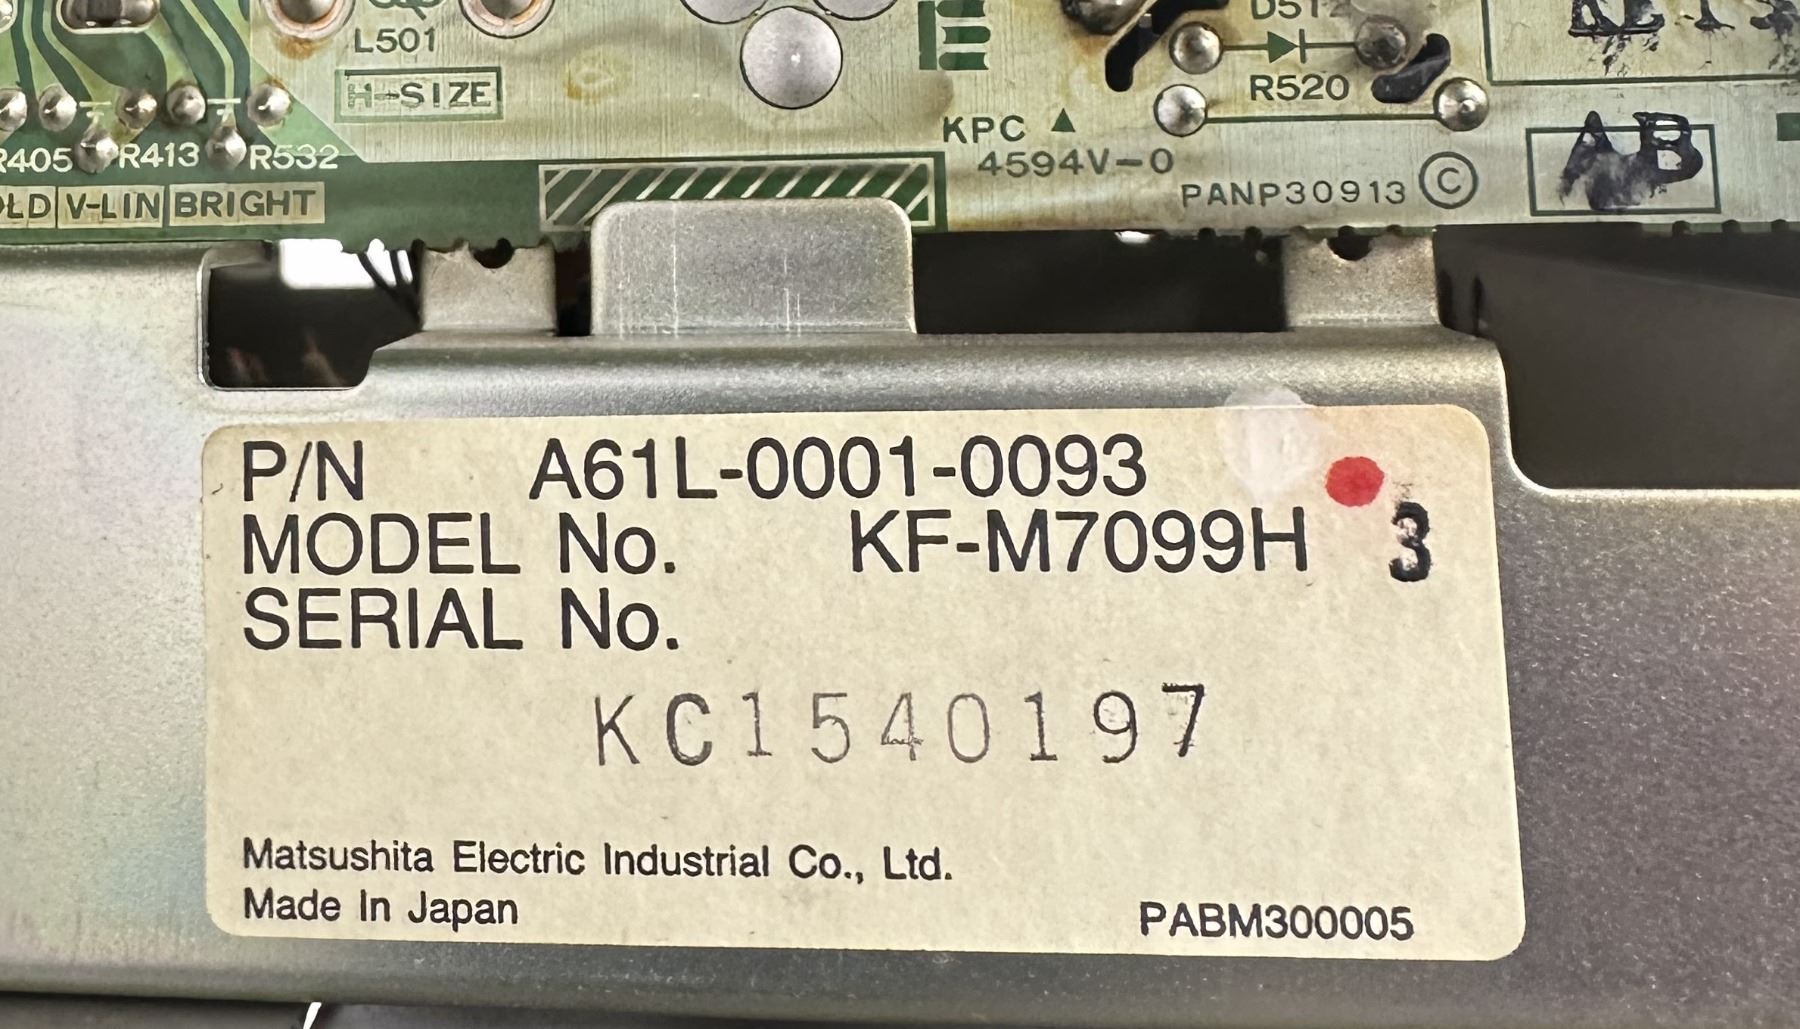 L501
D512
H-SIZE
R520
KPC
4594V-0
AB
R405 R413 R532
PANP30913 ©
V-LIN BRIGHT
P/N A61L-0001-0093
MODEL No. KF-M7099H 3
SERIAL No.
KC1540197
Matsushita Electric Industrial Co., Ltd.
Made In Japan
PABM300005